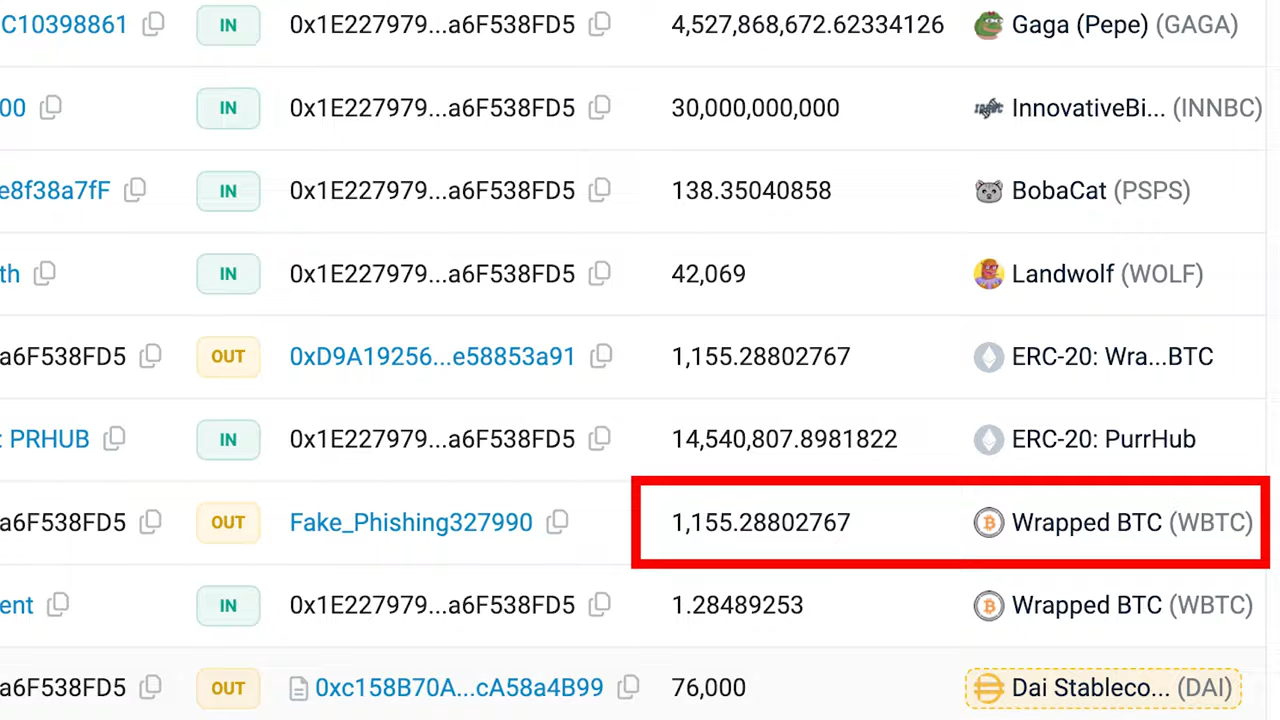 C10398861 IN 0x1E227979...a6F538FD5 4,527,868,672.62334126 Gaga (Pepe) (GAGA)
00 IN 0x1E227979...a6F538FD5 30,000,000,000 InnovativeBi... (INNBC)
e8f38a7fF IN 0x1E227979...a6F538FD5 138.35040858 BobaCat (PSPS)
th IN 0x1E227979...a6F538FD5 42,069 Landwolf (WOLF)
a6F538FD5 OUT 0xD9A19256...e58853a91 1,155.28802767 ERC-20: Wra...BTC
: PRHUB IN 0x1E227979...a6F538FD5 14,540,807.8981822 ERC-20: PurrHub
a6F538FD5 OUT Fake_Phishing327990 1,155.28802767 Wrapped BTC (WBTC)
ent IN 0x1E227979...a6F538FD5 1.28489253 Wrapped BTC (WBTC)
a6F538FD5 OUT 0xc158B70A...cA58a4B99 76,000 Dai Stableco... (DAI)